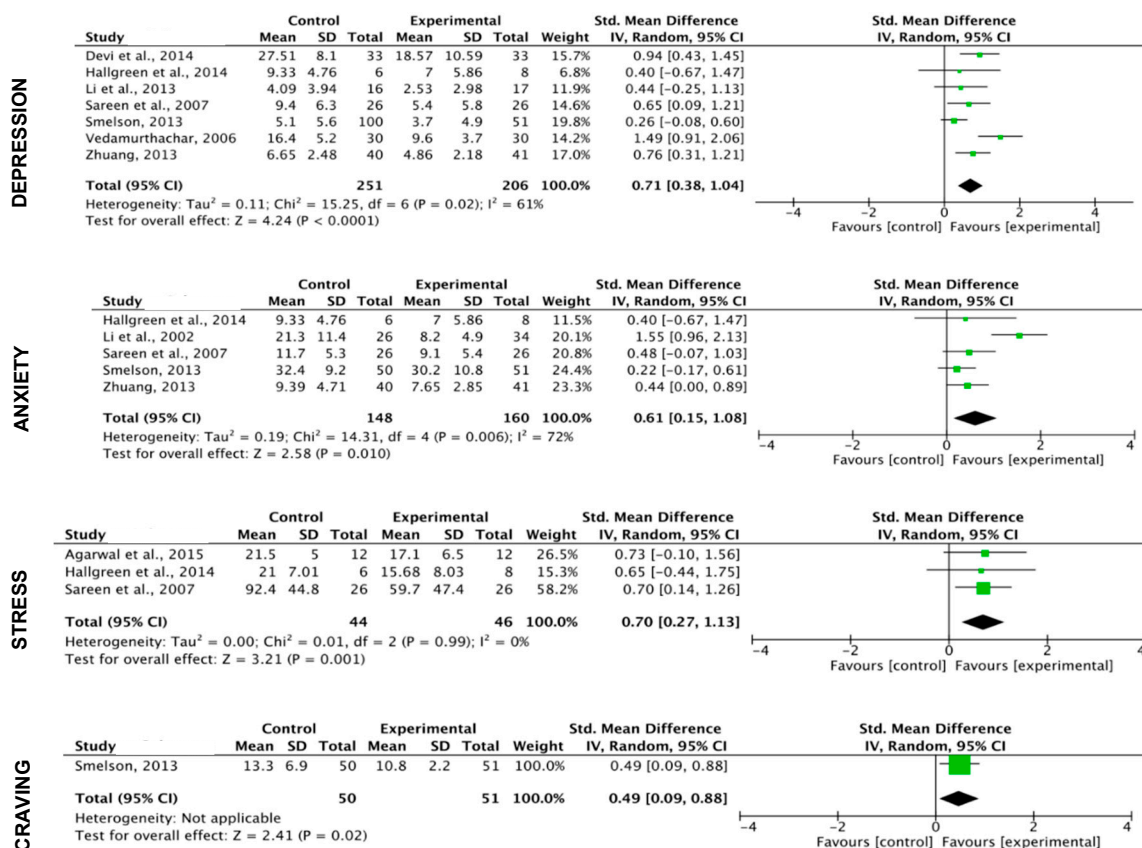 DEPRESSION
Control Experimental Std. Mean Difference Std. Mean Difference
Study Mean SD Total Mean SD Total Weight IV, Random, 95% CI IV, Random, 95% CI
Devi et al., 2014 27.51 8.1 33 18.57 10.59 33 15.7% 0.94 [0.43, 1.45]
Hallgreen et al., 2014 9.33 4.76 6 7 5.86 8 6.8% 0.40 [-0.67, 1.47]
Li et al., 2013 4.09 3.94 16 2.53 2.98 17 11.9% 0.44 [-0.25, 1.13]
Sareen et al., 2007 9.4 6.3 26 5.4 5.8 26 14.6% 0.65 [0.09, 1.21]
Smelson, 2013 5.1 5.6 100 3.7 4.9 51 19.8% 0.26 [-0.08, 0.60]
Vedamurthachar, 2006 16.4 5.2 30 9.6 3.7 30 14.2% 1.49 [0.91, 2.06]
Zhuang, 2013 6.65 2.48 40 4.86 2.18 41 17.0% 0.76 [0.31, 1.21]
Total (95% CI) 251 206 100.0% 0.71 [0.38, 1.04]
Heterogeneity: Tau² = 0.11; Chi² = 15.25, df = 6 (P = 0.02); I² = 61%
Test for overall effect: Z = 4.24 (P < 0.0001)
-4 -2 0 2 4
Favours [control] Favours [experimental]
ANXIETY
Control Experimental Std. Mean Difference Std. Mean Difference
Study Mean SD Total Mean SD Total Weight IV, Random, 95% CI IV, Random, 95% CI
Hallgreen et al., 2014 9.33 4.76 6 7 5.86 8 11.5% 0.40 [-0.67, 1.47]
Li et al., 2002 21.3 11.4 26 8.2 4.9 34 20.1% 1.55 [0.96, 2.13]
Sareen et al., 2007 11.7 5.3 26 9.1 5.4 26 20.8% 0.48 [-0.07, 1.03]
Smelson, 2013 32.4 9.2 50 30.2 10.8 51 24.4% 0.22 [-0.17, 0.61]
Zhuang, 2013 9.39 4.71 40 7.65 2.85 41 23.3% 0.44 [0.00, 0.89]
Total (95% CI) 148 160 100.0% 0.61 [0.15, 1.08]
Heterogeneity: Tau² = 0.19; Chi² = 14.31, df = 4 (P = 0.006); I² = 72%
Test for overall effect: Z = 2.58 (P = 0.010)
-4 -2 0 2 4
Favours [control] Favours [experimental]
STRESS
Control Experimental Std. Mean Difference Std. Mean Difference
Study Mean SD Total Mean SD Total Weight IV, Random, 95% CI IV, Random, 95% CI
Agarwal et al., 2015 21.5 5 12 17.1 6.5 12 26.5% 0.73 [-0.10, 1.56]
Hallgreen et al., 2014 21 7.01 6 15.68 8.03 8 15.3% 0.65 [-0.44, 1.75]
Sareen et al., 2007 92.4 44.8 26 59.7 47.4 26 58.2% 0.70 [0.14, 1.26]
Total (95% CI) 44 46 100.0% 0.70 [0.27, 1.13]
Heterogeneity: Tau² = 0.00; Chi² = 0.01, df = 2 (P = 0.99); I² = 0%
Test for overall effect: Z = 3.21 (P = 0.001)
-4 -2 0 2 4
Favours [control] Favours [experimental]
CRAVING
Control Experimental Std. Mean Difference Std. Mean Difference
Study Mean SD Total Mean SD Total Weight IV, Random, 95% CI IV, Random, 95% CI
Smelson, 2013 13.3 6.9 50 10.8 2.2 51 100.0% 0.49 [0.09, 0.88]
Total (95% CI) 50 51 100.0% 0.49 [0.09, 0.88]
Heterogeneity: Not applicable
Test for overall effect: Z = 2.41 (P = 0.02)
-4 -2 0 2 4
Favours [control] Favours [experimental]